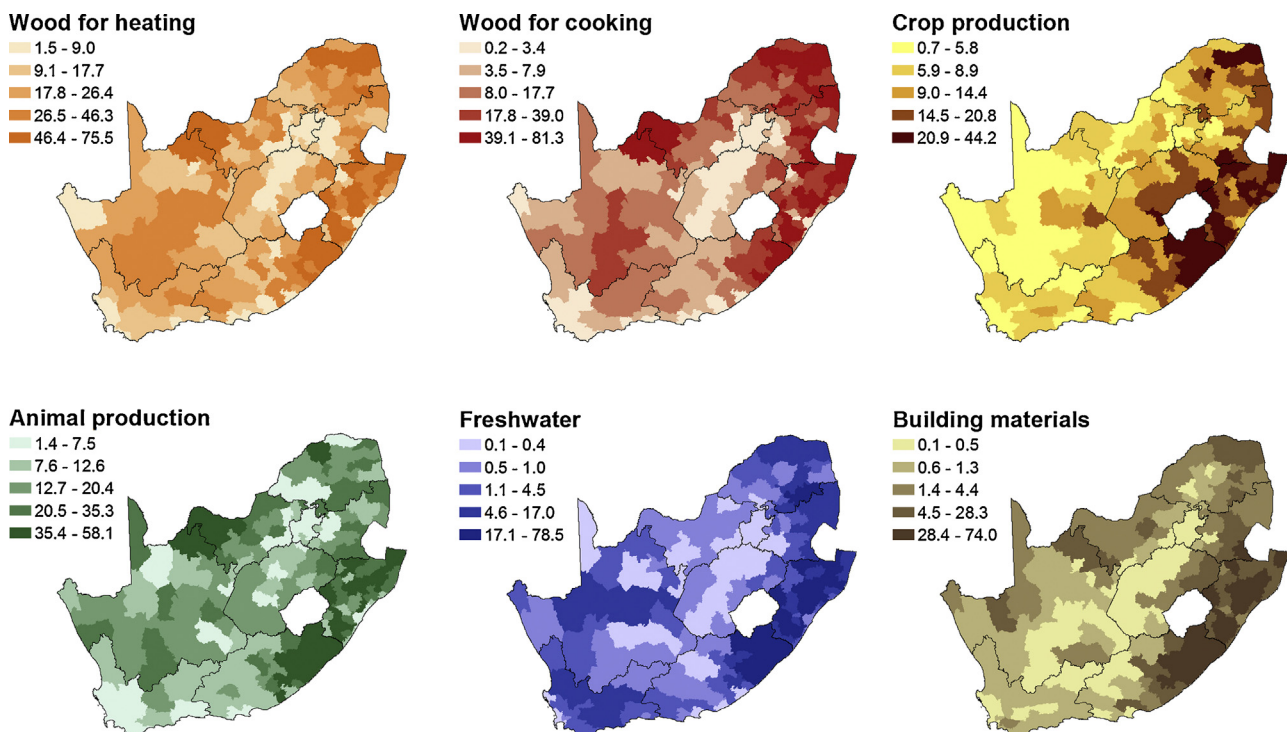 Wood for heating
1.5 - 9.0
9.1 - 17.7
17.8 - 26.4
26.5 - 46.3
46.4 - 75.5
Wood for cooking
0.2 - 3.4
3.5 - 7.9
8.0 - 17.7
17.8 - 39.0
39.1 - 81.3
Crop production
0.7 - 5.8
5.9 - 8.9
9.0 - 14.4
14.5 - 20.8
20.9 - 44.2
Animal production
1.4 - 7.5
7.6 - 12.6
12.7 - 20.4
20.5 - 35.3
35.4 - 58.1
Freshwater
0.1 - 0.4
0.5 - 1.0
1.1 - 4.5
4.6 - 17.0
17.1 - 78.5
Building materials
0.1 - 0.5
0.6 - 1.3
1.4 - 4.4
4.5 - 28.3
28.4 - 74.0